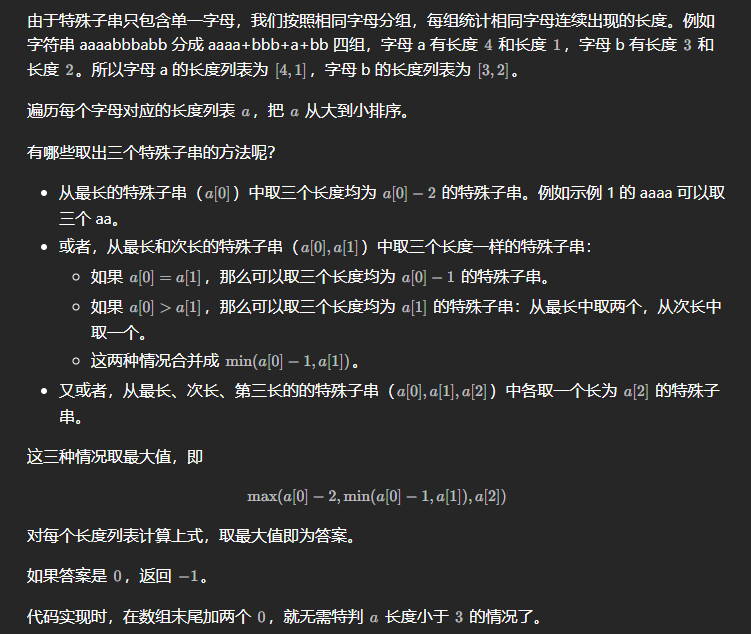 由于特殊子串只包含单一字母，我们按照相同字母分组，每组统计相同字母连续出现的长度。例如
字符串 aaaabbbabb 分成 aaaa+bbb+a+bb 四组，字母 a 有长度 4 和长度 1，字母 b 有长度 3 和
长度 2。所以字母 a 的长度列表为 [4,1]，字母 b 的长度列表为 [3,2]。
遍历每个字母对应的长度列表 a，把 a 从大到小排序。
有哪些取出三个特殊子串的方法呢？
• 从最长的特殊子串（a[0]）中取三个长度均为 a[0] − 2 的特殊子串。例如示例 1 的 aaaa 可以取
三个 aa。
• 或者，从最长和次长的特殊子串（a[0], a[1]）中取三个长度一样的特殊子串：
◦ 如果 a[0] = a[1]，那么可以取三个长度均为 a[0] − 1 的特殊子串。
◦ 如果 a[0] > a[1]，那么可以取三个长度均为 a[1] 的特殊子串：从最长中取两个，从次长中
取一个。
◦ 这两种情况合并成 min(a[0] − 1, a[1])。
• 又或者，从最长、次长、第三长的的特殊子串（a[0], a[1], a[2]）中各取一个长为 a[2] 的特殊子
串。
这三种情况取最大值，即
max(a[0] − 2, min(a[0] − 1, a[1]), a[2])
对每个长度列表计算上式，取最大值即为答案。
如果答案是 0，返回 −1。
代码实现时，在数组末尾加两个 0，就无需特判 a 长度小于 3 的情况了。